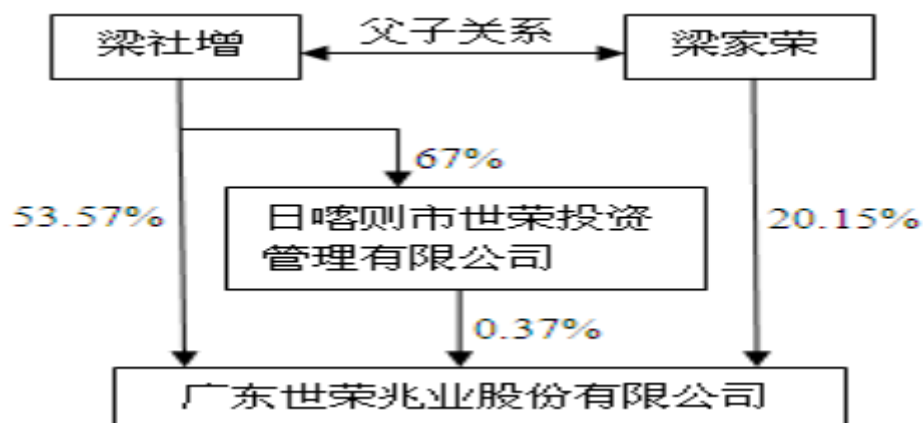 梁社增
父子关系
梁家荣
67%
53.57%
日喀则市世荣投资
管理有限公司
20.15%
0.37%
广东世荣兆业股份有限公司